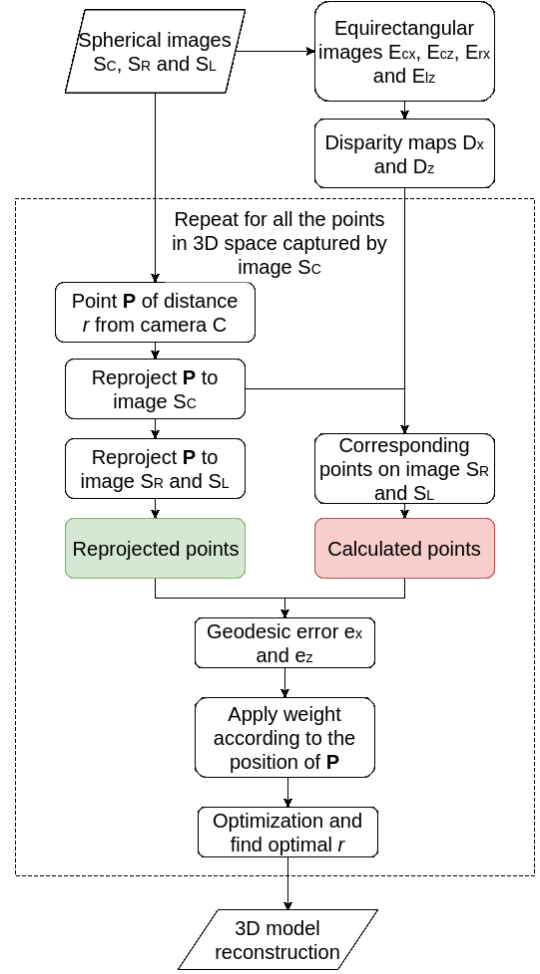 Spherical images
Sc, SR and SL
Equirectangular
images Ecx, Ecz, Erx
and Elz
Disparity maps Dx
and Dz
Repeat for all the points
in 3D space captured by
image Sc
Point P of distance
r from camera C
Reproject P to
image Sc
Reproject P to
image SR and SL
Corresponding
points on image SR
and SL
Reprojected points
Calculated points
Geodesic error ex
and ez
Apply weight
according to the
position of P
Optimization and
find optimal r
3D model
reconstruction